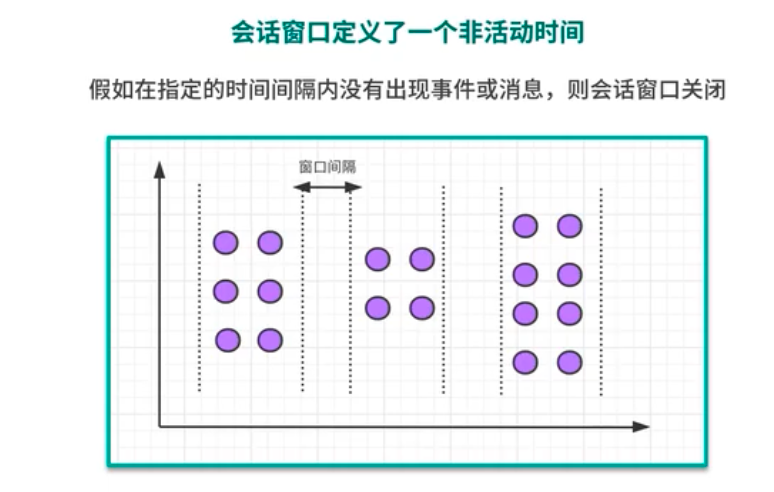 会话窗口定义了一个非活动时间
假如在指定的时间间隔内没有出现事件或消息，则会话窗口关闭
窗口间隔